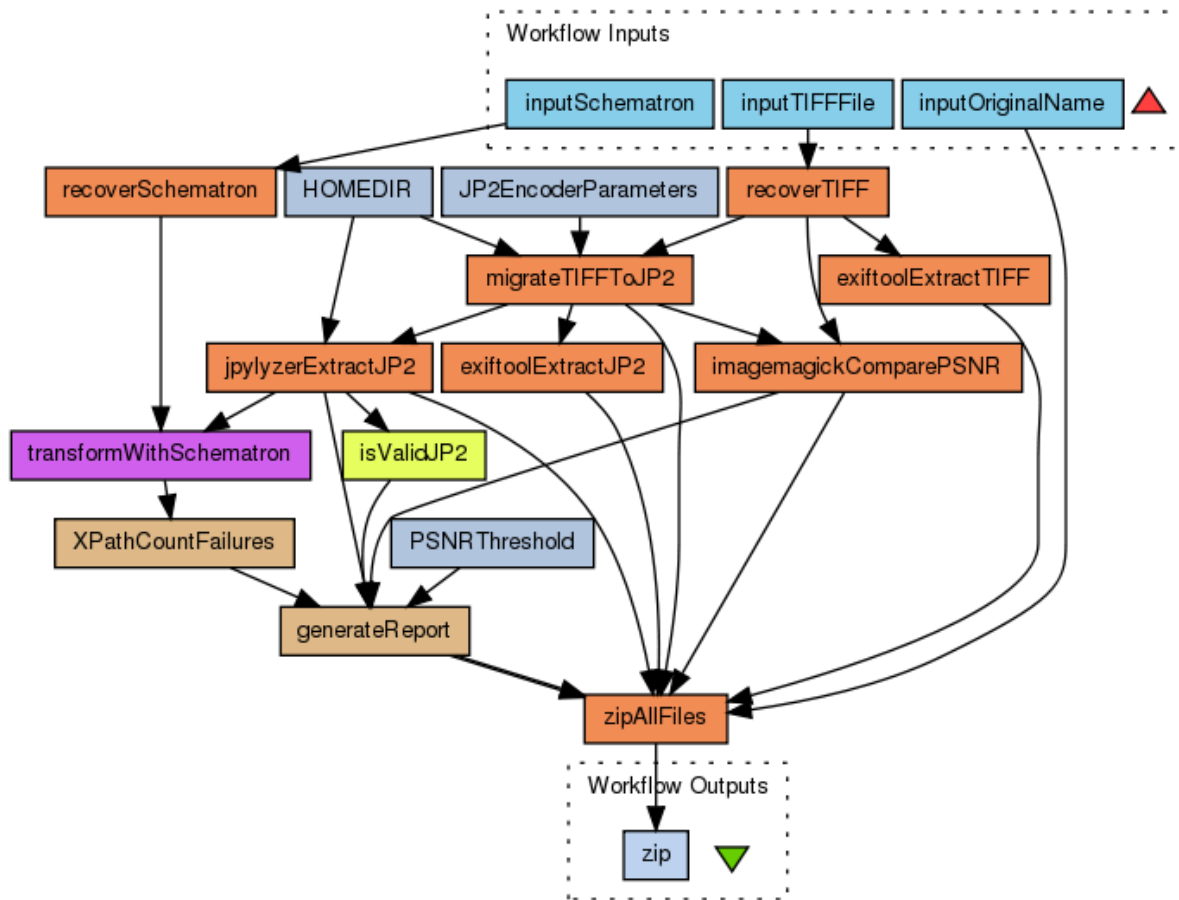 Workflow Inputs
inputSchematron
inputTIFFFile
inputOriginalName
recoverSchematron
HOMEDIR
JP2EncoderParameters
recoverTIFF
migrateTIFFToJP2
exiftoolExtractTIFF
jpylyzerExtractJP2
exiftoolExtractJP2
imagemagickComparePSNR
transformWithSchematron
isValidJP2
XPathCountFailures
PSNRThreshold
generateReport
zipAllFiles
Workflow Outputs
zip